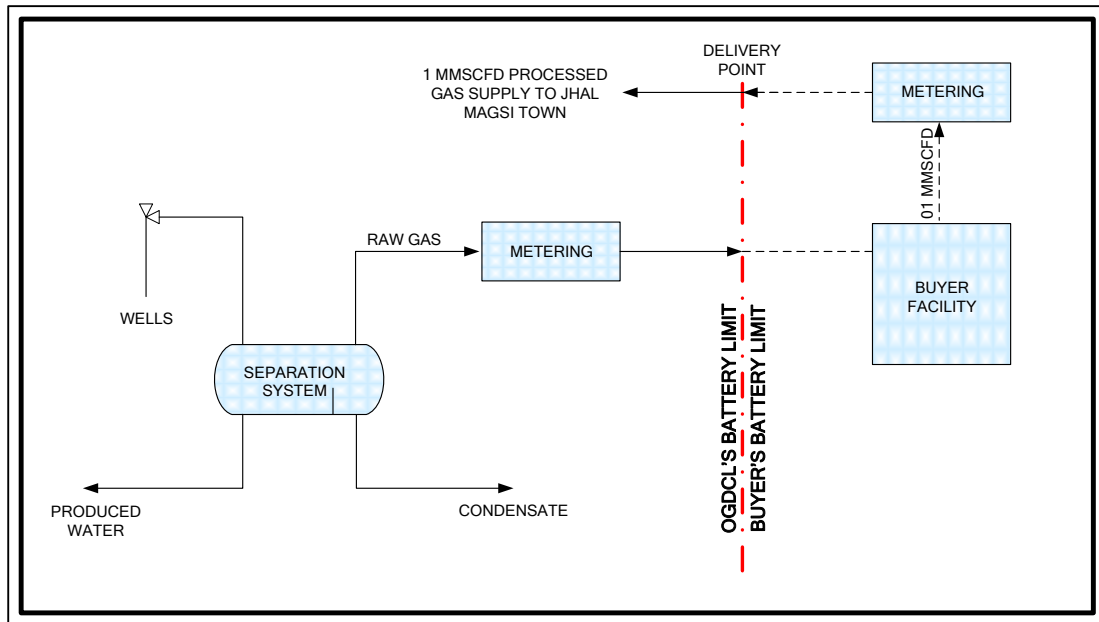 DELIVERY
POINT
1 MMSCFD PROCESSED
GAS SUPPLY TO JHAL
MAGSI TOWN
METERING
01 MMSCFD
RAW GAS
METERING
BUYER
FACILITY
WELLS
SEPARATION
SYSTEM
OGDCL'S BATTERY LIMIT
BUYER'S BATTERY LIMIT
PRODUCED
WATER
CONDENSATE